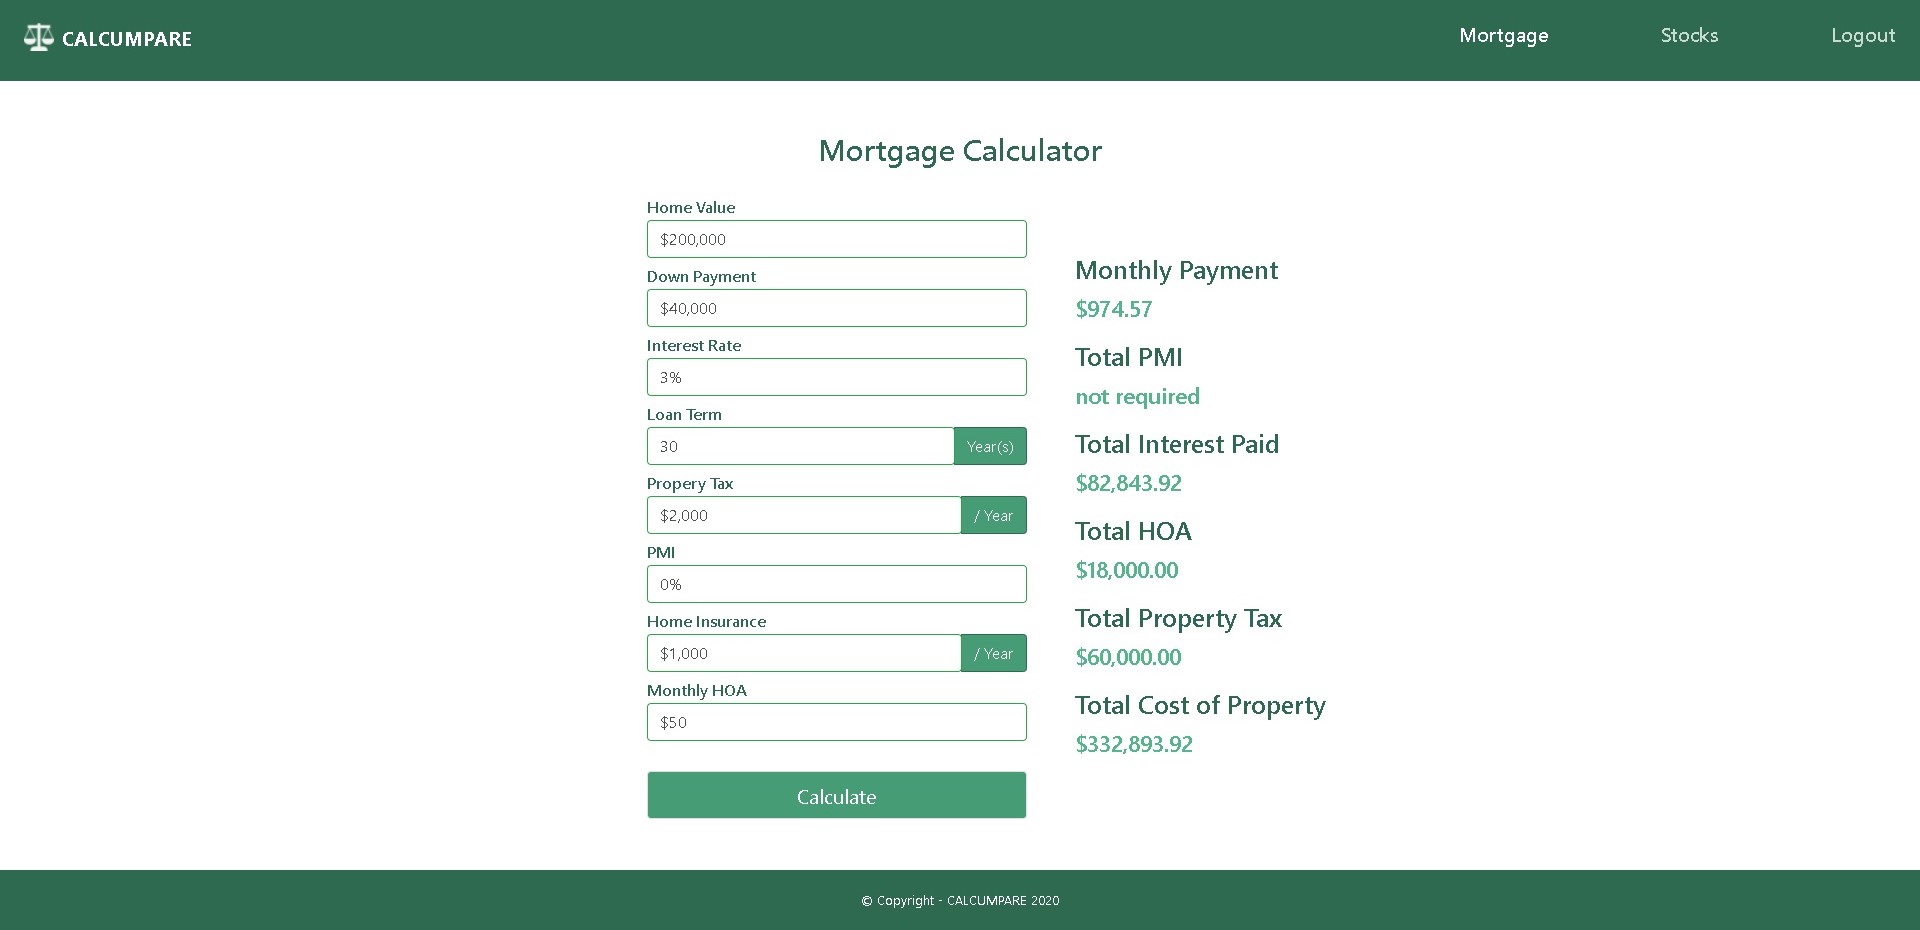 CALCUMPARE
Mortgage
Stocks
Logout
Mortgage Calculator
Home Value
$200,000
Down Payment
$40,000
Interest Rate
3%
Loan Term
30
Year(s)
Propery Tax
$2,000
/ Year
PMI
0%
Home Insurance
$1,000
/ Year
Monthly HOA
$50
Calculate
Monthly Payment
$974.57
Total PMI
not required
Total Interest Paid
$82,843.92
Total HOA
$18,000.00
Total Property Tax
$60,000.00
Total Cost of Property
$332,893.92
© Copyright - CALCUMPARE 2020